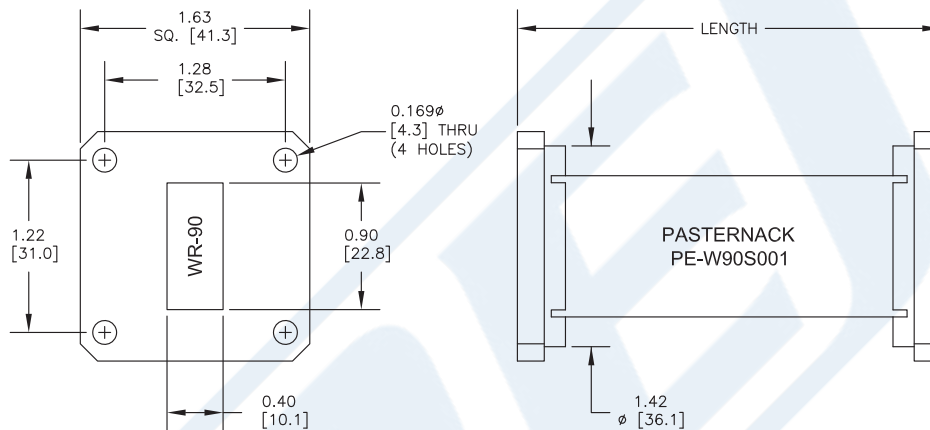 1.63
SQ. [41.3]
1.28
[32.5]
0.169ø
[4.3] THRU
(4 HOLES)
1.22
[31.0]
WR-90
0.90
[22.8]
0.40
[10.1]
LENGTH
PASTERNACK
PE-W90S001
1.42
ø [36.1]